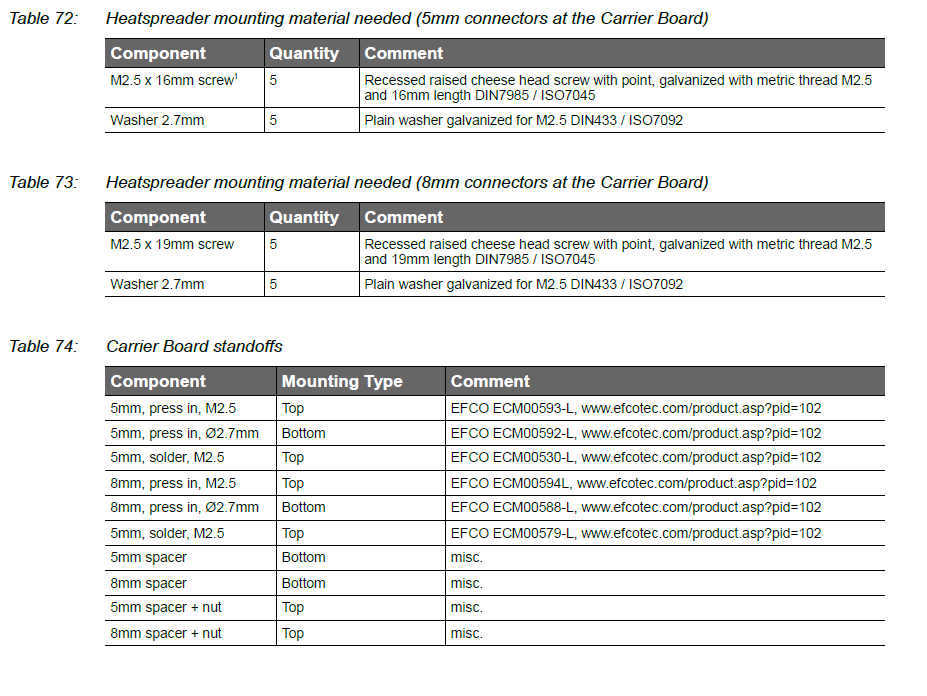 Table 72: Heatspreader mounting material needed (5mm connectors at the Carrier Board)
Component Quantity Comment
M2.5 x 16mm screw¹ 5 Recessed raised cheese head screw with point, galvanized with metric thread M2.5
and 16mm length DIN7985 / ISO7045
Washer 2.7mm 5 Plain washer galvanized for M2.5 DIN433 / ISO7092
Table 73: Heatspreader mounting material needed (8mm connectors at the Carrier Board)
Component Quantity Comment
M2.5 x 19mm screw 5 Recessed raised cheese head screw with point, galvanized with metric thread M2.5
and 19mm length DIN7985 / ISO7045
Washer 2.7mm 5 Plain washer galvanized for M2.5 DIN433 / ISO7092
Table 74: Carrier Board standoffs
Component Mounting Type Comment
5mm, press in, M2.5 Top EFCO ECM00593-L, www.efcotec.com/product.asp?pid=102
5mm, press in, Ø2.7mm Bottom EFCO ECM00592-L, www.efcotec.com/product.asp?pid=102
5mm, solder, M2.5 Top EFCO ECM00530-L, www.efcotec.com/product.asp?pid=102
8mm, press in, M2.5 Top EFCO ECM00594L, www.efcotec.com/product.asp?pid=102
8mm, press in, Ø2.7mm Bottom EFCO ECM00588-L, www.efcotec.com/product.asp?pid=102
5mm, solder, M2.5 Top EFCO ECM00579-L, www.efcotec.com/product.asp?pid=102
5mm spacer Bottom misc.
8mm spacer Bottom misc.
5mm spacer + nut Top misc.
8mm spacer + nut Top misc.